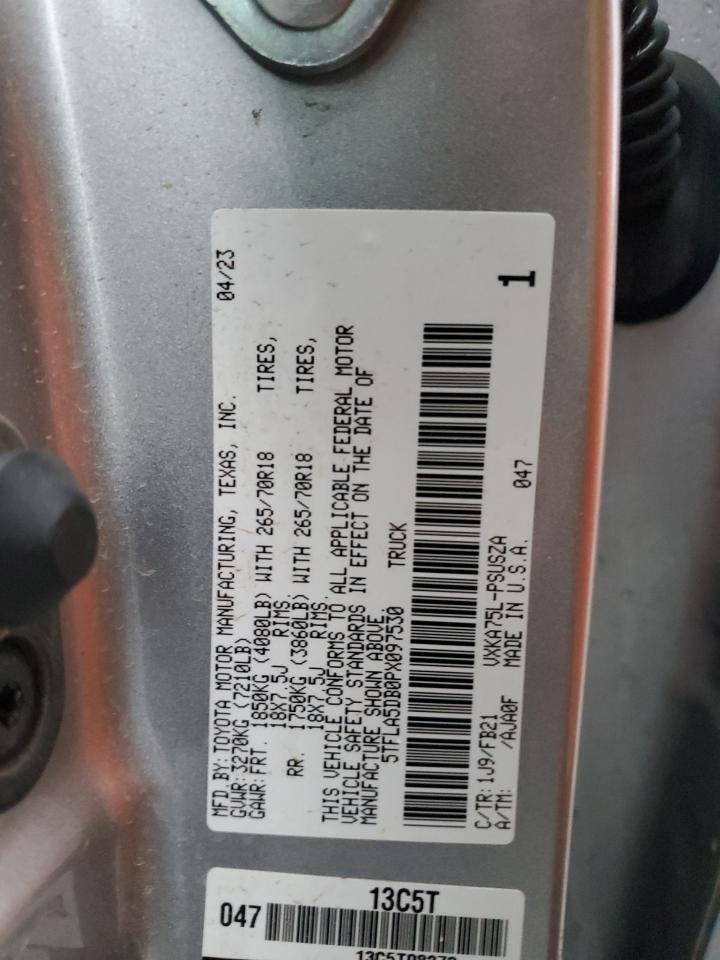 MFD BY: TOYOTA MOTOR MANUFACTURING, TEXAS, INC. 04/23
GVWR: 3270KG (7210LB)
GAWR: FRT. 1850KG (4080LB) WITH 265/70R18 TIRES,
18X7.5J RIMS
RR. 1750KG (3860LB) WITH 265/70R18 TIRES,
18X7.5J RIMS
THIS VEHICLE CONFORMS TO ALL APPLICABLE FEDERAL MOTOR
VEHICLE SAFETY STANDARDS IN EFFECT ON THE DATE OF
MANUFACTURE SHOWN ABOVE
5TFLA5DB0PX097530 TRUCK
C/TR: 1J9/FB21 VXKA75L-PSUSZA 047
A/TM: /AJA0F MADE IN U.S.A.
1
13C5T
047